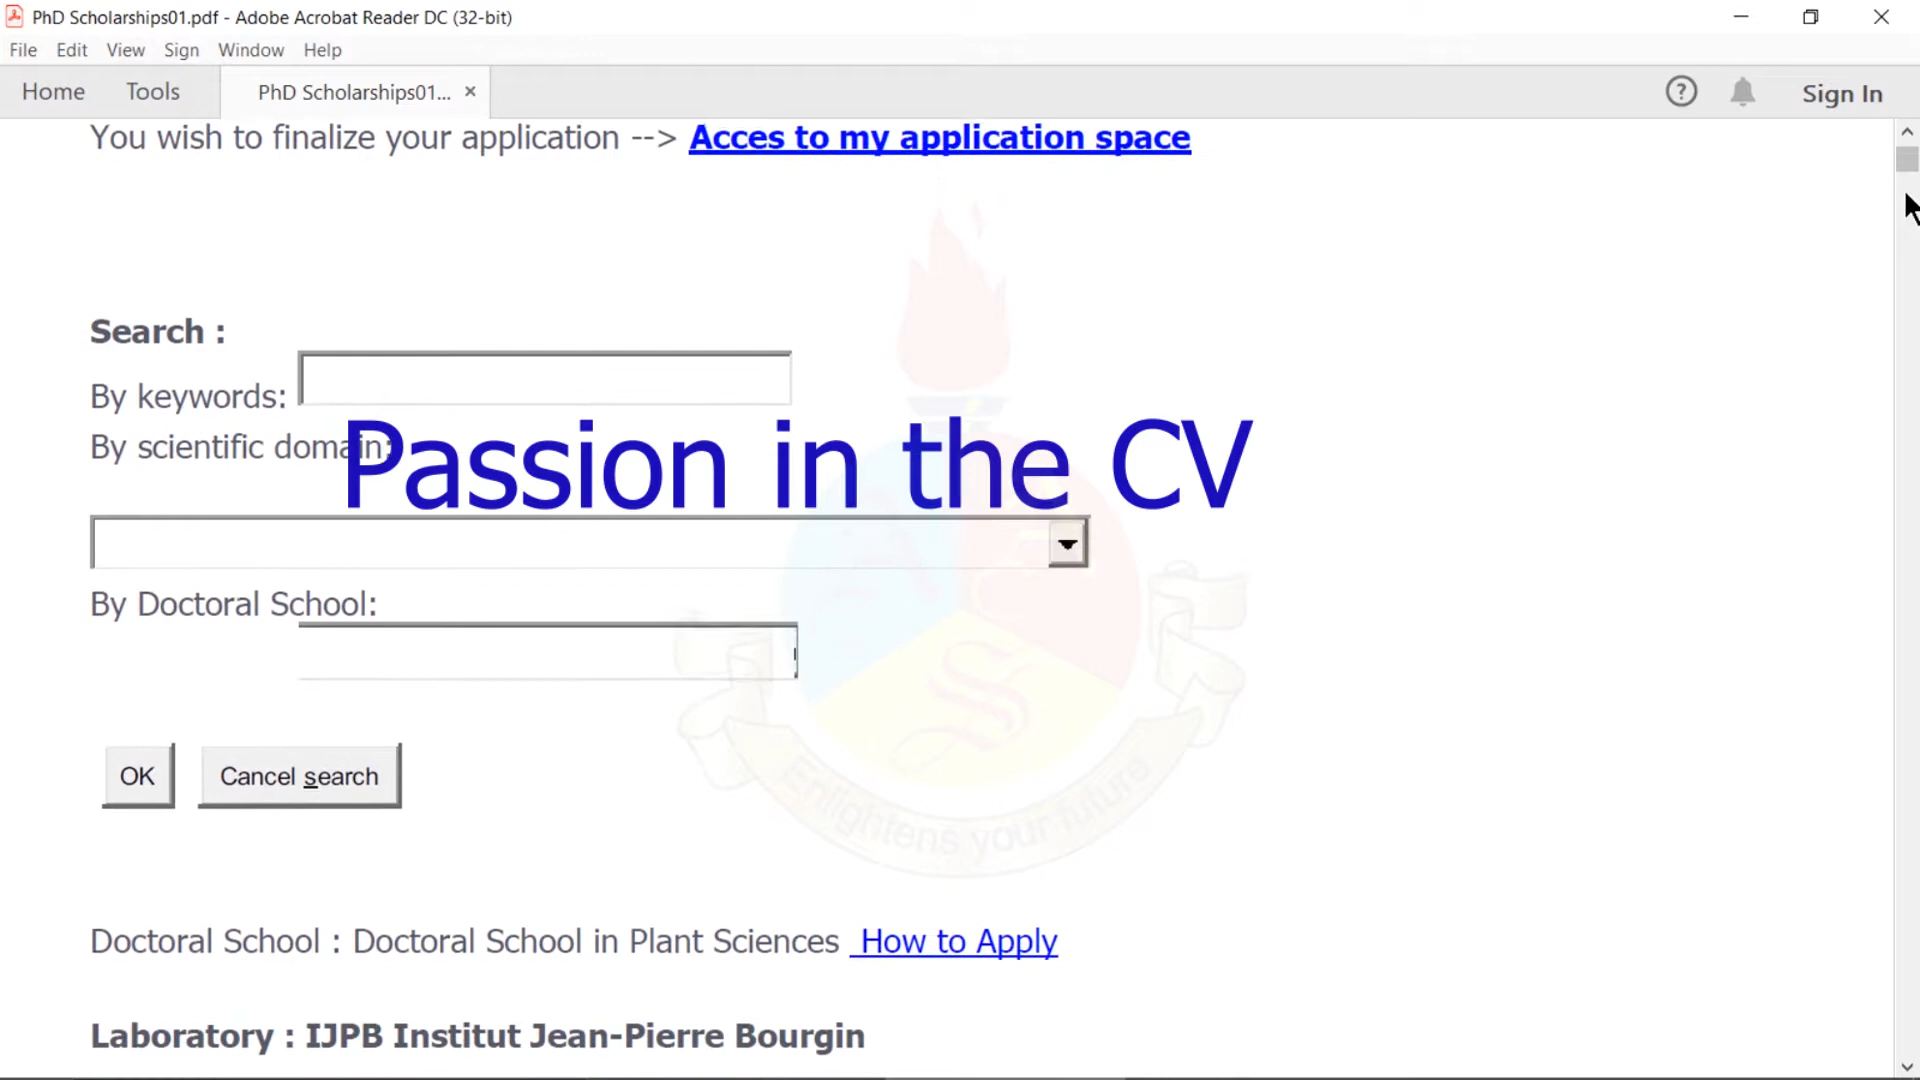 PhD Scholarships01.pdf - Adobe Acrobat Reader DC (32-bit)
File Edit View Sign Window Help
Home Tools PhD Scholarships01... × ? Sign In
You wish to finalize your application --> Acces to my application space
Search :
By keywords:
By scientific domain:
Passion in the CV
By Doctoral School:
OK Cancel search
Enlightens your future
Doctoral School : Doctoral School in Plant Sciences How to Apply
Laboratory : IJPB Institut Jean-Pierre Bourgin